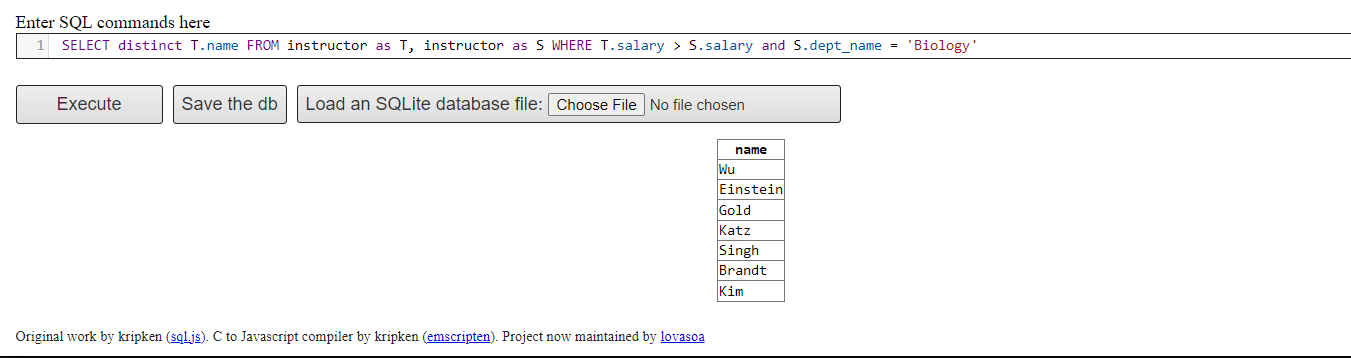 Enter SQL commands here
1 SELECT distinct T.name FROM instructor as T, instructor as S WHERE T.salary > S.salary and S.dept_name = 'Biology'
Execute Save the db Load an SQLite database file: Choose File No file chosen
name
Wu
Einstein
Gold
Katz
Singh
Brandt
Kim
Original work by kripken (sql.js). C to Javascript compiler by kripken (emscripten). Project now maintained by lovasoa